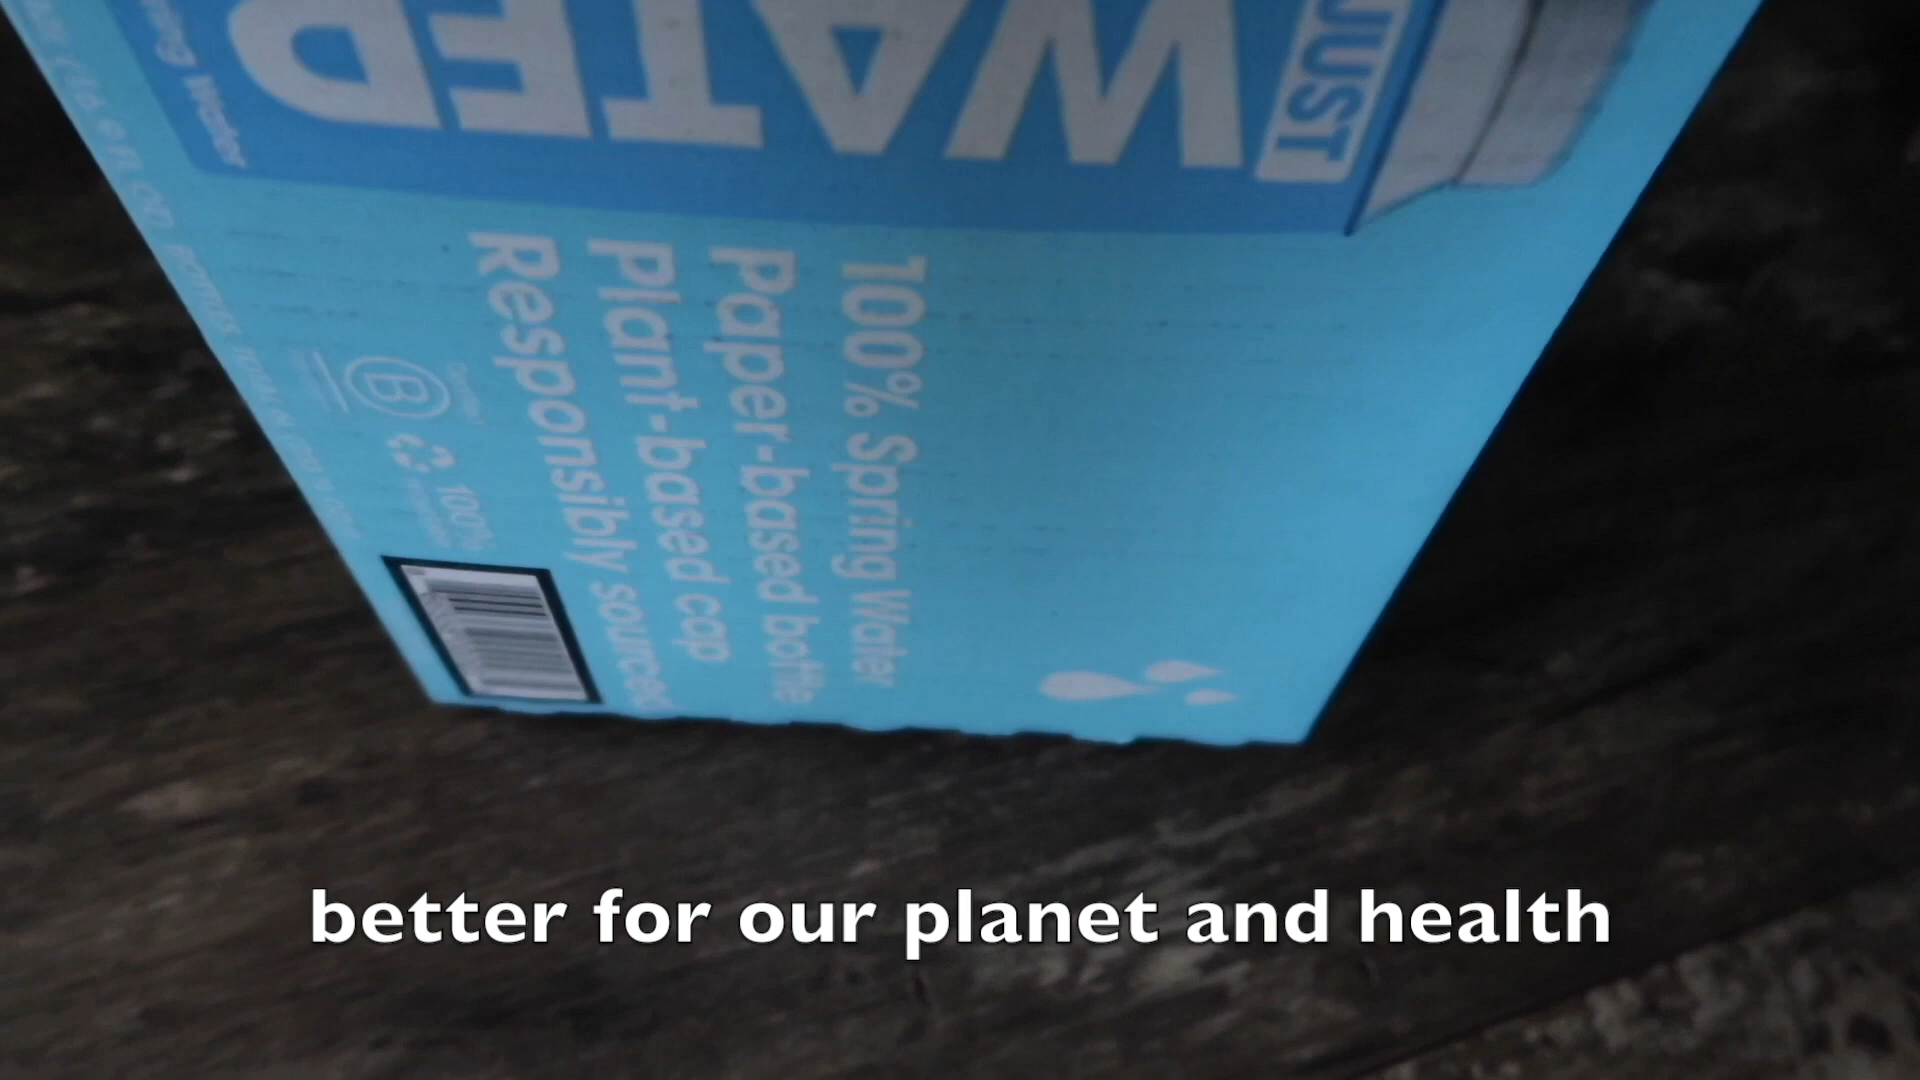 JUST
WATER
100% Spring Water
Paper-based bottle
Plant-based cap
Responsibly sourced
B
100%
better for our planet and health